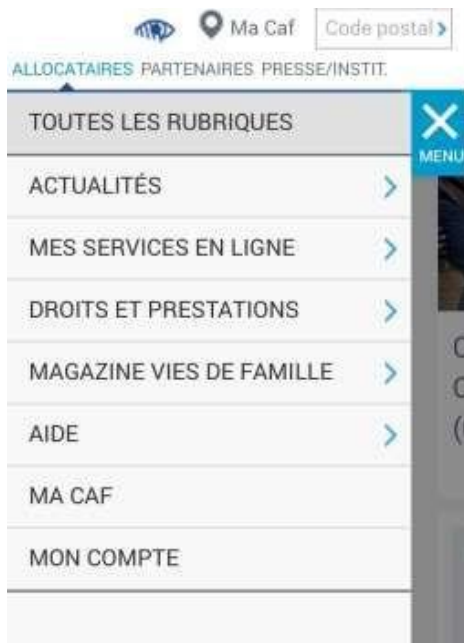 Ma Caf Code postal
ALLOCATAIRES PARTENAIRES PRESSE/INSTIT.
TOUTES LES RUBRIQUES
MENU
ACTUALITÉS
MES SERVICES EN LIGNE
DROITS ET PRESTATIONS
MAGAZINE VIES DE FAMILLE
AIDE
MA CAF
MON COMPTE